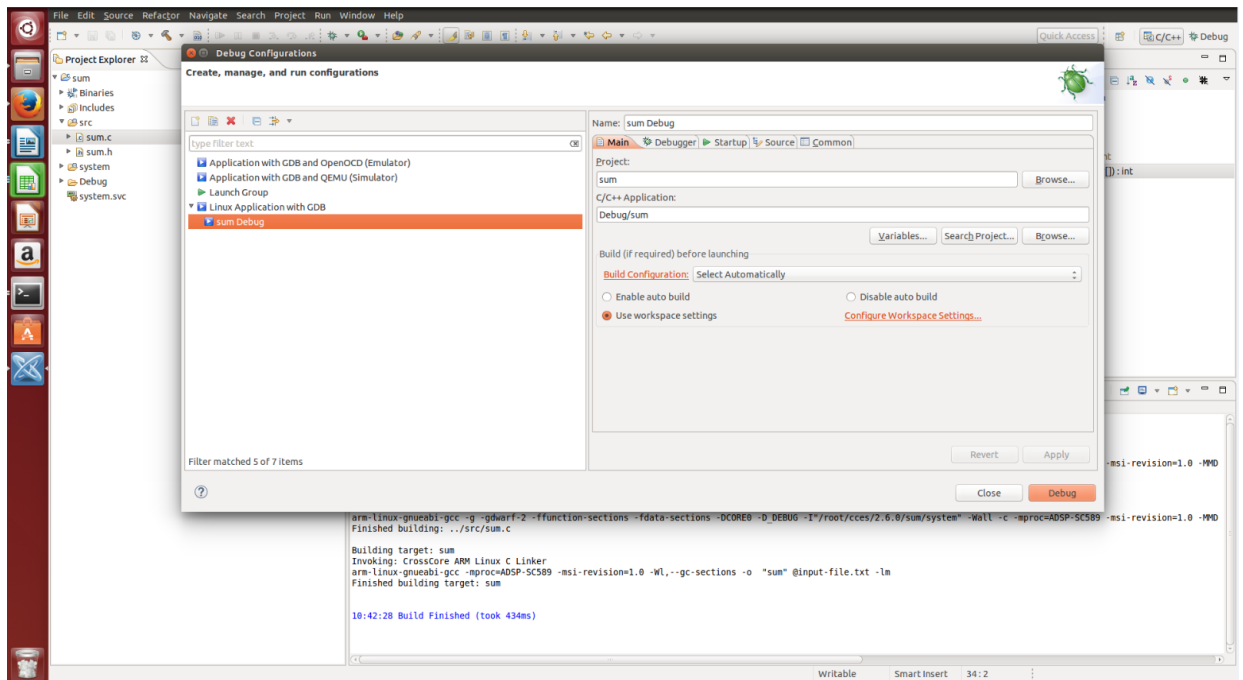 File Edit Source Refactor Navigate Search Project Run Window Help
Quick Access
C/C++
Debug
Project Explorer
sum
Binaries
Includes
src
sum.c
sum.h
system
Debug
system.svc
Debug Configurations
Create, manage, and run configurations
type filter text
Application with GDB and OpenOCD (Emulator)
Application with GDB and QEMU (Simulator)
Launch Group
Linux Application with GDB
sum Debug
Filter matched 5 of 7 items
Name: sum Debug
Main Debugger Startup Source Common
Project:
sum
Browse...
C/C++ Application:
Debug/sum
Variables... Search Project... Browse...
Build (if required) before launching
Build Configuration: Select Automatically
Enable auto build Disable auto build
Use workspace settings Configure Workspace Settings...
Revert Apply
Close Debug
[]) : int
-msi-revision=1.0 -MMD
arm-linux-gnueabi-gcc -g -gdwarf-2 -ffunction-sections -fdata-sections -DCORE0 -D_DEBUG -I"/root/cces/2.6.0/sum/system" -Wall -c -mproc=ADSP-SC589 -msi-revision=1.0 -MMD
Finished building: ../src/sum.c
Building target: sum
Invoking: CrossCore ARM Linux C Linker
arm-linux-gnueabi-gcc -mproc=ADSP-SC589 -msi-revision=1.0 -Wl,--gc-sections -o "sum" @input-file.txt -lm
Finished building target: sum
10:42:28 Build Finished (took 434ms)
Writable Smart Insert 34 : 2